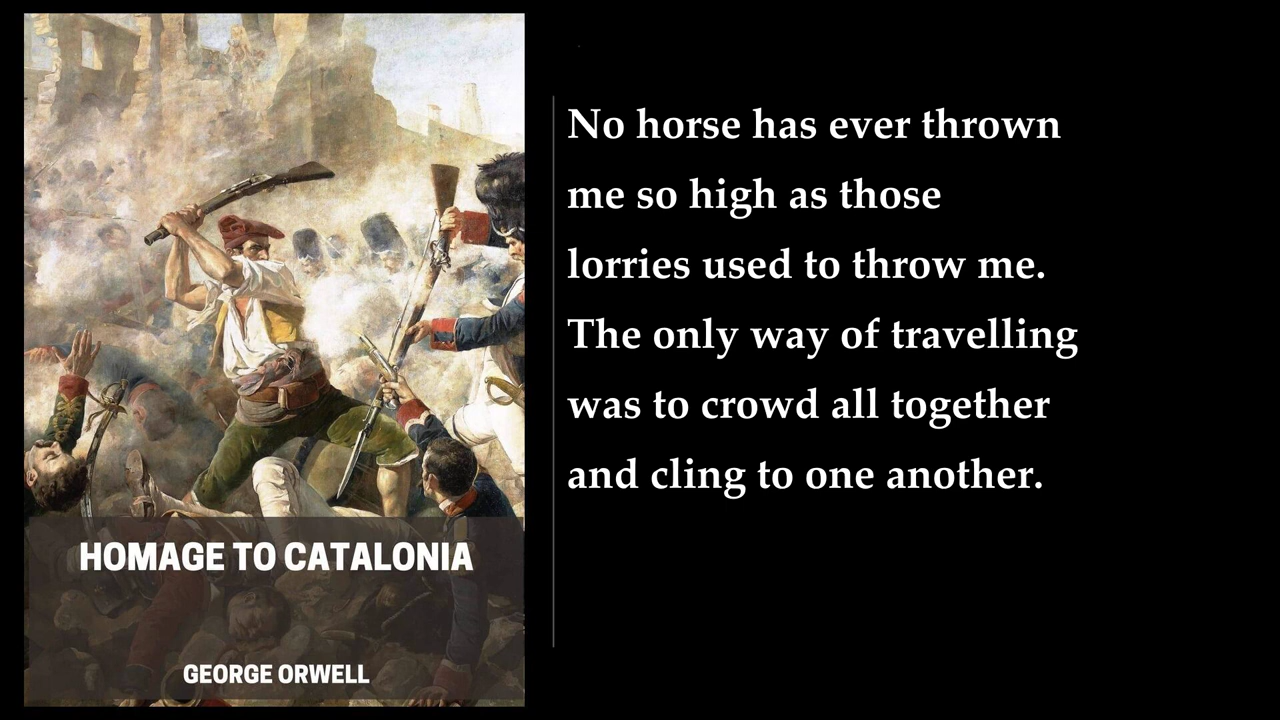 HOMAGE TO CATALONIA
GEORGE ORWELL
No horse has ever thrown
me so high as those
lorries used to throw me.
The only way of travelling
was to crowd all together
and cling to one another.